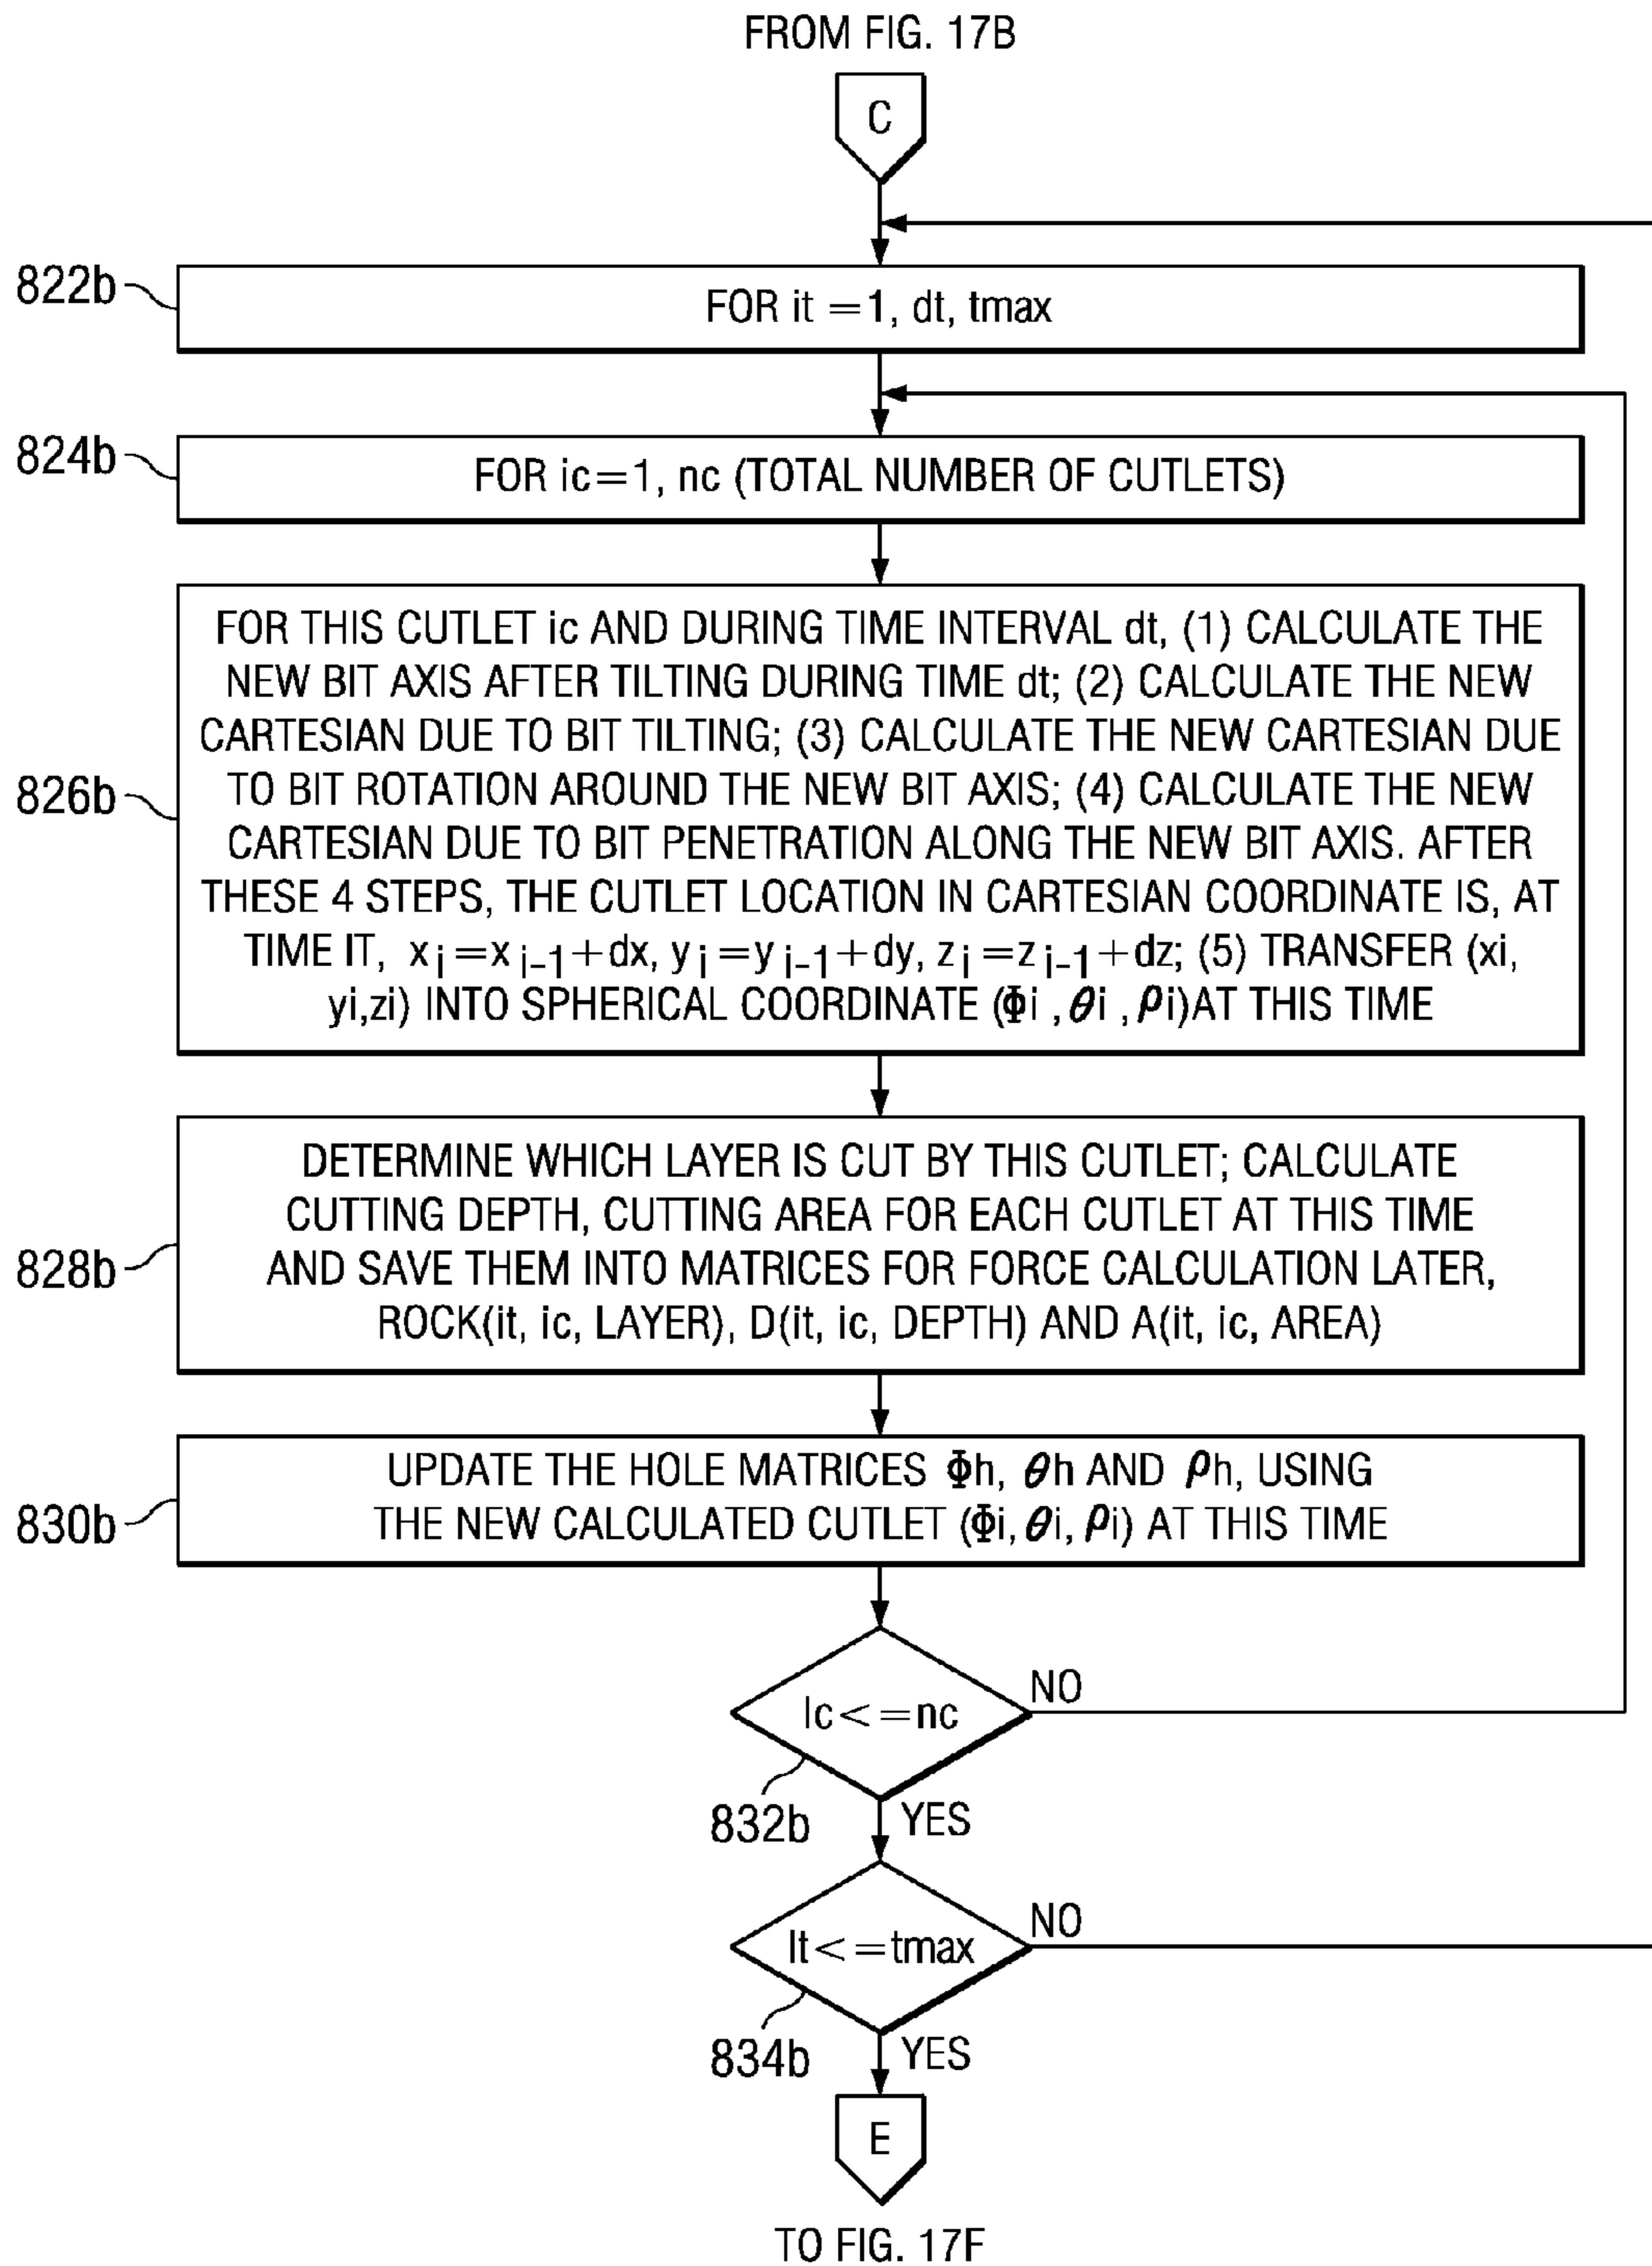 FROM FIG. 17B
C
822b
FOR it =1, dt, tmax
824b
FOR ic=1, nc (TOTAL NUMBER OF CUTLETS)
826b
FOR THIS CUTLET ic AND DURING TIME INTERVAL dt, (1) CALCULATE THE
NEW BIT AXIS AFTER TILTING DURING TIME dt; (2) CALCULATE THE NEW
CARTESIAN DUE TO BIT TILTING; (3) CALCULATE THE NEW CARTESIAN DUE
TO BIT ROTATION AROUND THE NEW BIT AXIS; (4) CALCULATE THE NEW
CARTESIAN DUE TO BIT PENETRATION ALONG THE NEW BIT AXIS. AFTER
THESE 4 STEPS, THE CUTLET LOCATION IN CARTESIAN COORDINATE IS, AT
TIME IT, x i =x i-1 +dx, y i =y i-1 +dy, z i =z i-1 +dz; (5) TRANSFER (xi,
yi,zi) INTO SPHERICAL COORDINATE (Φi ,θi ,ρi)AT THIS TIME
828b
DETERMINE WHICH LAYER IS CUT BY THIS CUTLET; CALCULATE
CUTTING DEPTH, CUTTING AREA FOR EACH CUTLET AT THIS TIME
AND SAVE THEM INTO MATRICES FOR FORCE CALCULATION LATER,
ROCK(it, ic, LAYER), D(it, ic, DEPTH) AND A(it, ic, AREA)
830b
UPDATE THE HOLE MATRICES Φh, θh AND ρh, USING
THE NEW CALCULATED CUTLET (Φi, θi, ρi) AT THIS TIME
Ic<=nc
NO
832b
YES
It<=tmax
NO
834b
YES
E
TO FIG. 17F